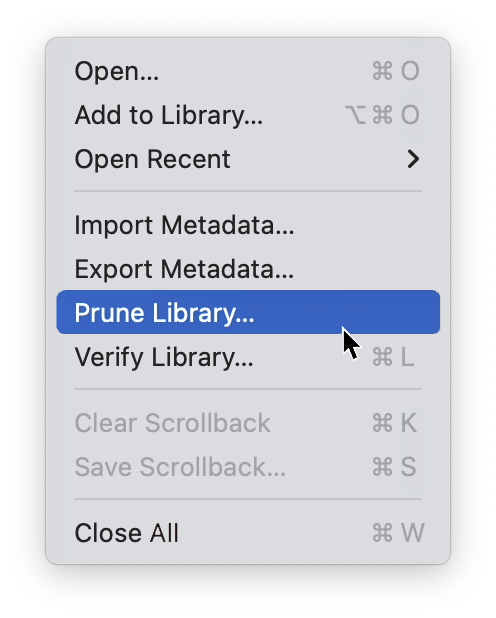 Open... ⌘ O
Add to Library... ⌥ ⌘ O
Open Recent
Import Metadata...
Export Metadata...
Prune Library...
Verify Library... ⌘ L
Clear Scrollback ⌘ K
Save Scrollback... ⌘ S
Close All ⌘ W